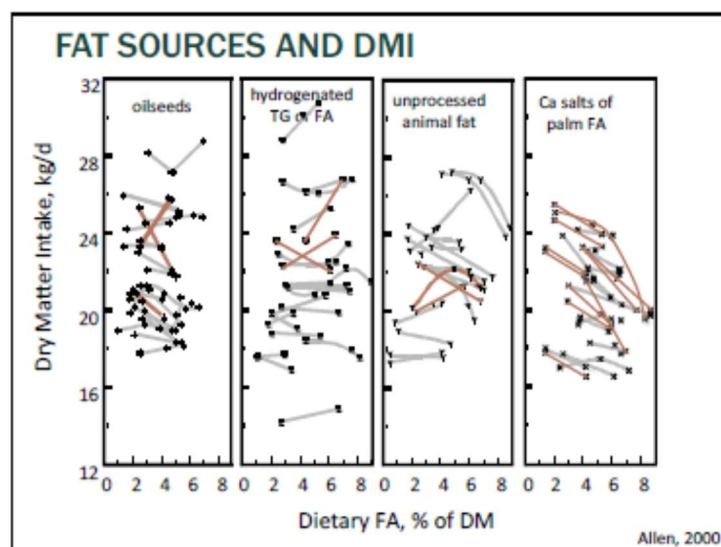 FAT SOURCES AND DMI
32
28
24
20
16
12
Dry Matter Intake, kg/d
oilseeds
hydrogenated
TG or FA
unprocessed
animal fat
Ca salts of
palm FA
0 2 4 6 8
0 2 4 6 8
0 2 4 6 8
0 2 4 6 8
Dietary FA, % of DM
Allen, 2000